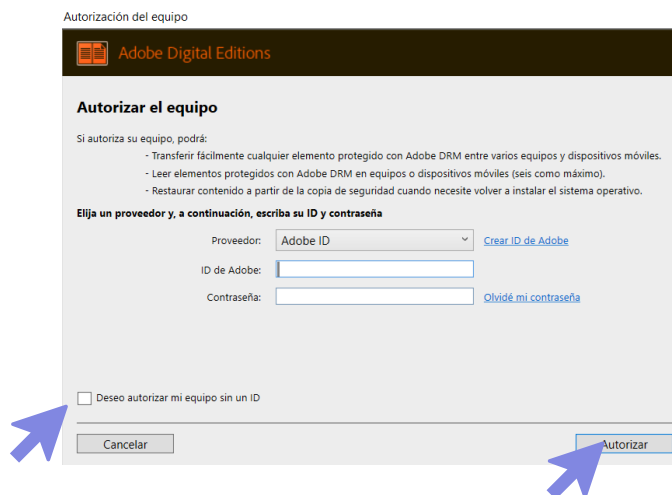 Autorización del equipo
Adobe Digital Editions
Autorizar el equipo
Si autoriza su equipo, podrá:
- Transferir fácilmente cualquier elemento protegido con Adobe DRM entre varios equipos y dispositivos móviles.
- Leer elementos protegidos con Adobe DRM en equipos o dispositivos móviles (seis como máximo).
- Restaurar contenido a partir de la copia de seguridad cuando necesite volver a instalar el sistema operativo.
Elija un proveedor y, a continuación, escriba su ID y contraseña
Proveedor: Adobe ID Crear ID de Adobe
ID de Adobe:
Contraseña: Olvidé mi contraseña
Deseo autorizar mi equipo sin un ID
Cancelar Autorizar